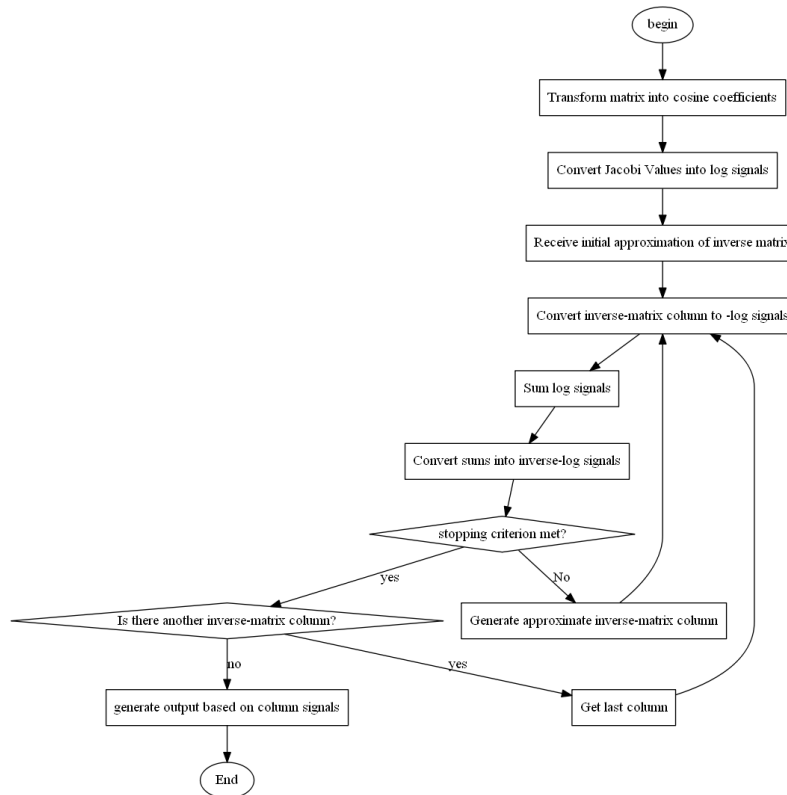 begin
Transform matrix into cosine coefficients
Convert Jacobi Values into log signals
Receive initial approximation of inverse matrix
Convert inverse-matrix column to -log signals
Sum log signals
Convert sums into inverse-log signals
stopping criterion met?
yes
No
Is there another inverse-matrix column?
Generate approximate inverse-matrix column
no
yes
generate output based on column signals
Get last column
End